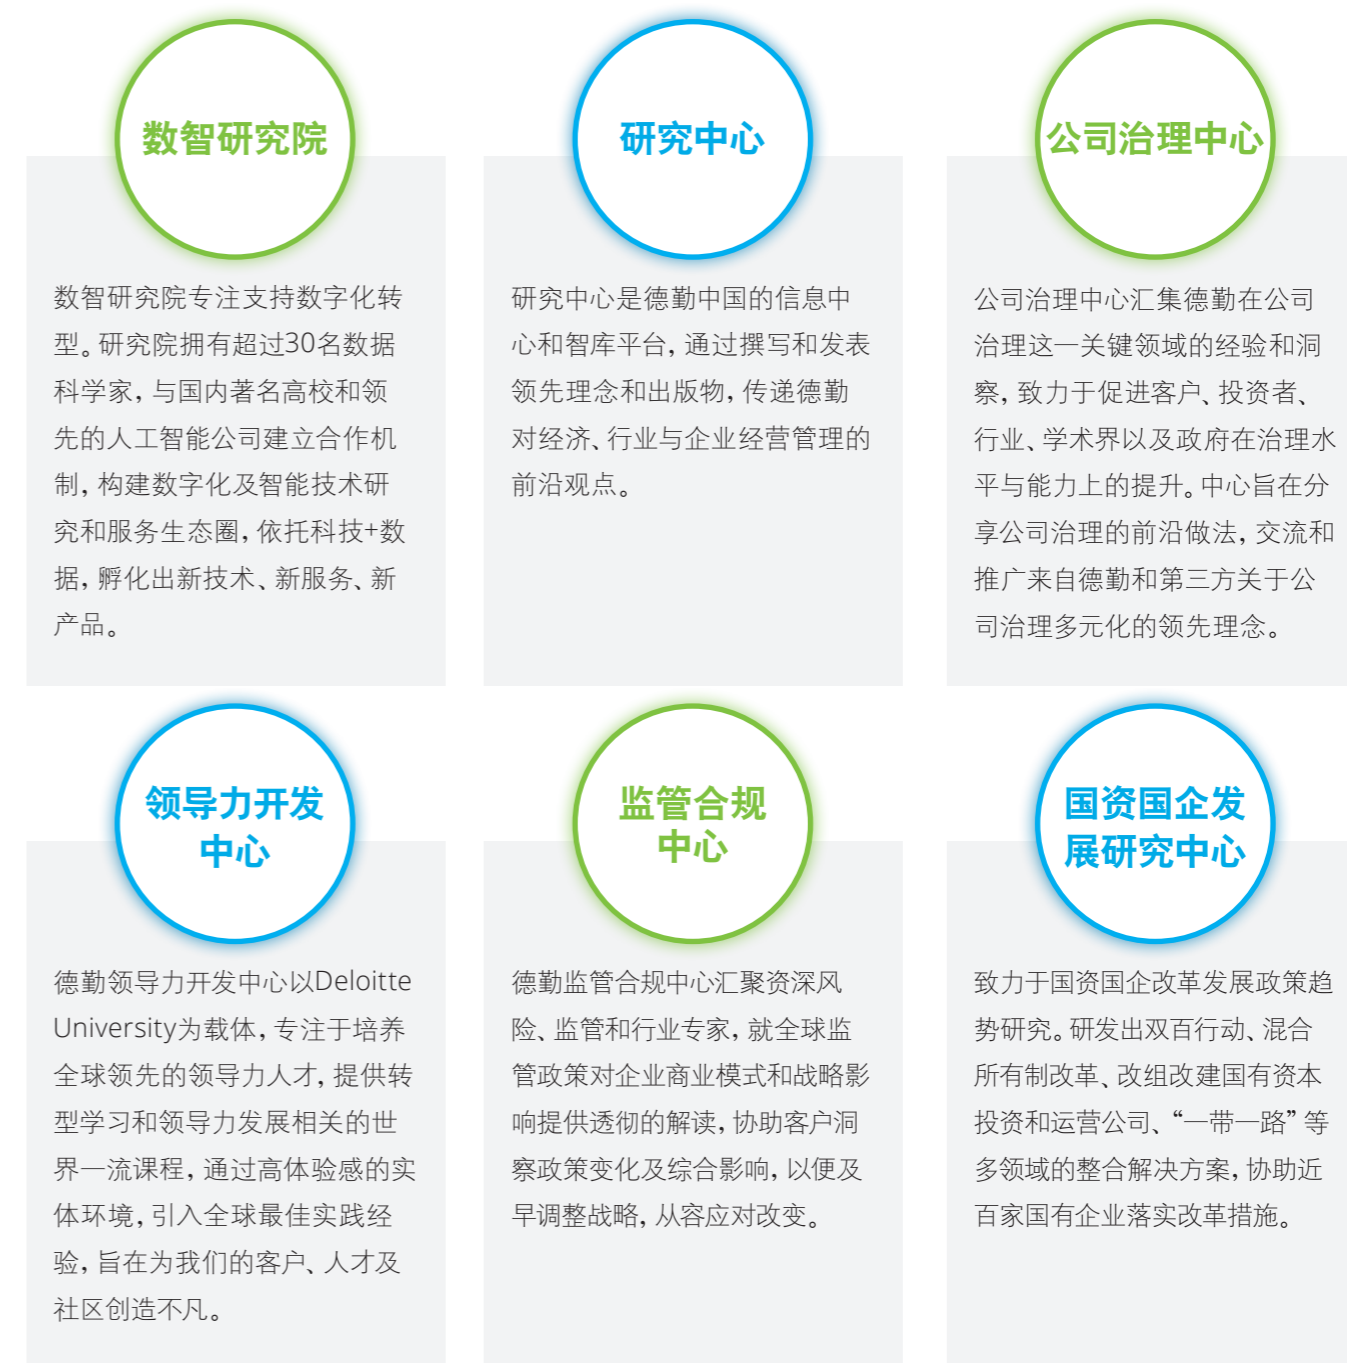 数智研究院
数智研究院专注支持数字化转
型。研究院拥有超过30名数据
科学家，与国内著名高校和领
先的人工智能公司建立合作机
制，构建数字化及智能技术研
究和服务生态圈，依托科技+数
据，孵化出新技术、新服务、新
产品。
研究中心
研究中心是德勤中国的信息中
心和智库平台，通过撰写和发表
领先理念和出版物，传递德勤
对经济、行业与企业经营管理的
前沿观点。
公司治理中心
公司治理中心汇集德勤在公司
治理这一关键领域的经验和洞
察，致力于促进客户、投资者、
行业、学术界以及政府在治理水
平与能力上的提升。中心旨在分
享公司治理的前沿做法，交流和
推广来自德勤和第三方关于公
司治理多元化的领先理念。
领导力开发
中心
德勤领导力开发中心以Deloitte
University为载体，专注于培养
全球领先的领导力人才，提供转
型学习和领导力发展相关的世
界一流课程，通过高体验感的实
体环境，引入全球最佳实践经
验，旨在为我们的客户、人才及
社区创造不凡。
监管合规
中心
德勤监管合规中心汇聚资深风
险、监管和行业专家，就全球监
管政策对企业商业模式和战略影
响提供透彻的解读，协助客户洞
察政策变化及综合影响，以便及
早调整战略，从容应对改变。
国资国企发
展研究中心
致力于国资国企改革发展政策趋
势研究。研发出双百行动、混合
所有制改革、改组改建国有资本
投资和运营公司、“一带一路”等
多领域的整合解决方案，协助近
百家国有企业落实改革措施。